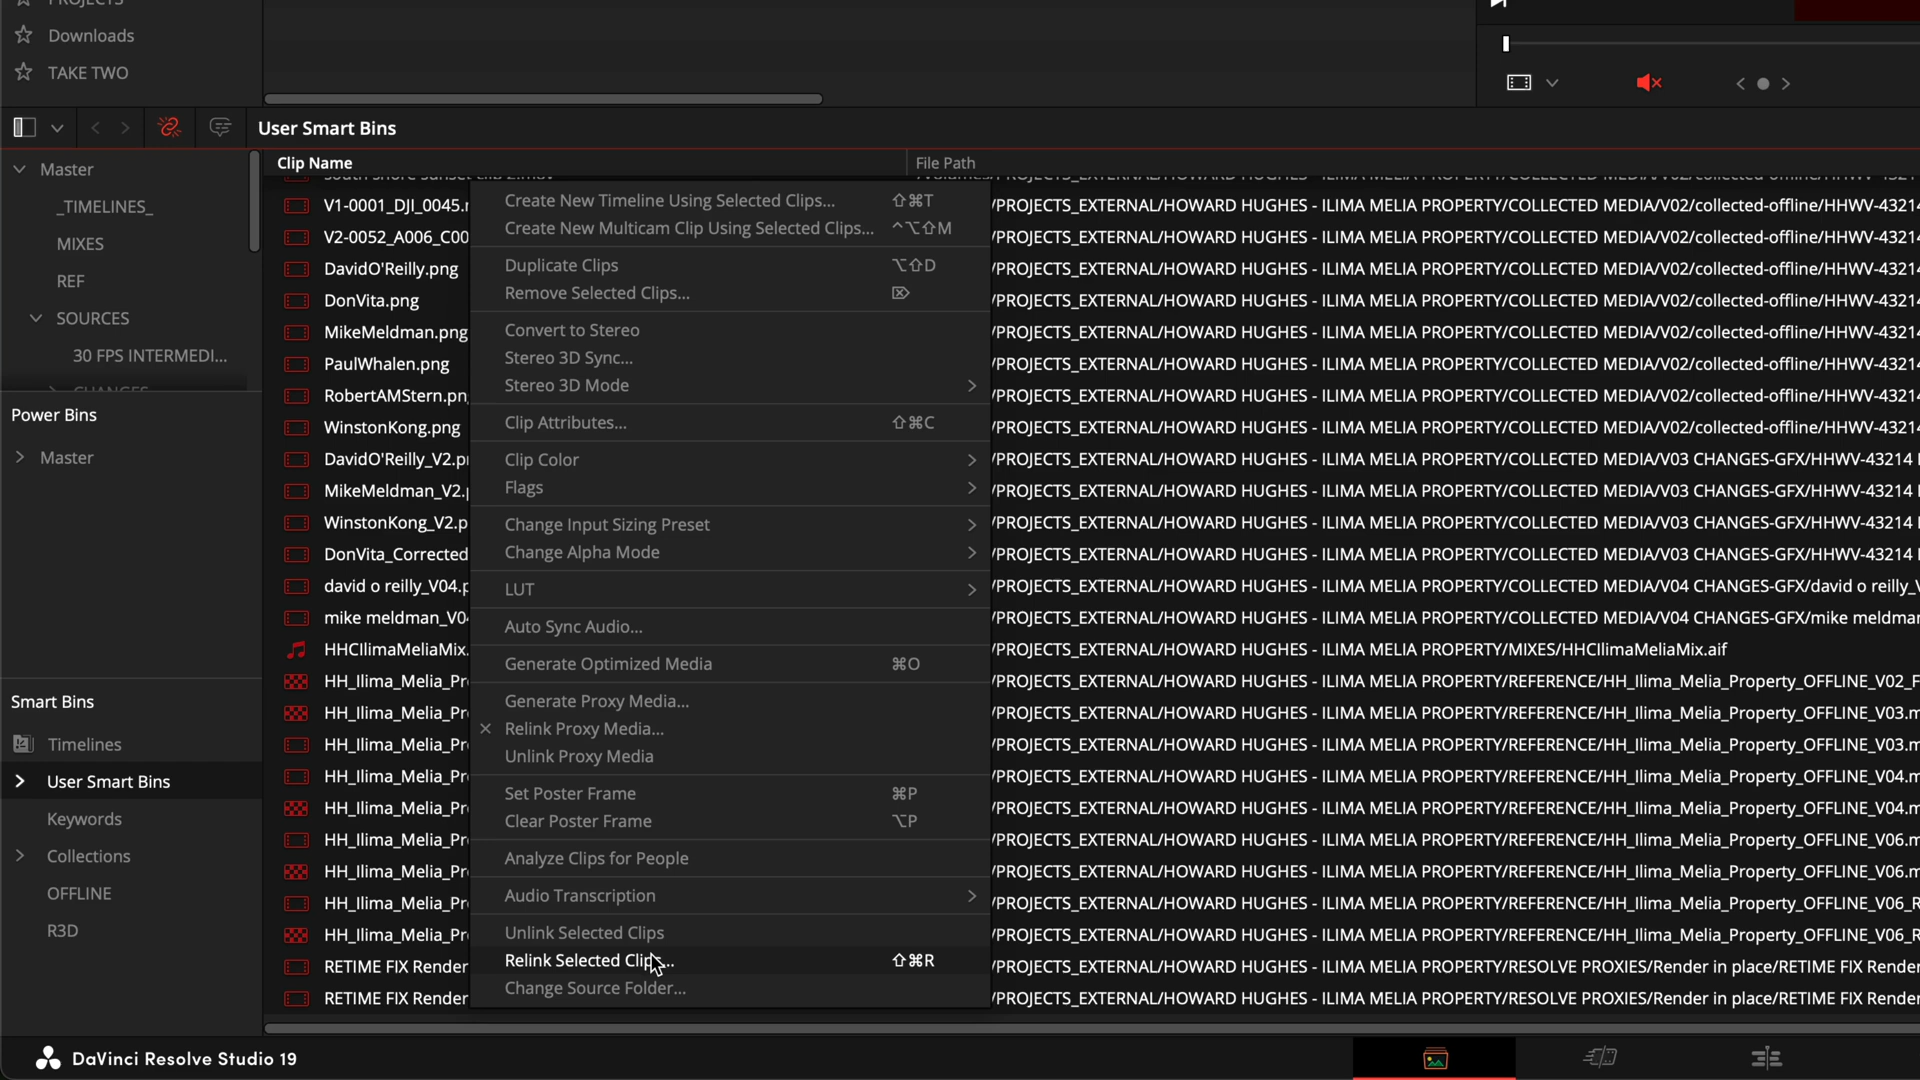 PROJECTS
Downloads
TAKE TWO
User Smart Bins
Clip Name
File Path
Master
_TIMELINES_
MIXES
REF
SOURCES
30 FPS INTERMEDI...
CHANGES
Power Bins
Master
Smart Bins
Timelines
User Smart Bins
Keywords
Collections
OFFLINE
R3D
V1-0001_DJI_0045.
V2-0052_A006_C00
DavidO'Reilly.png
DonVita.png
MikeMeldman.png
PaulWhalen.png
RobertAMStern.
WinstonKong.png
DavidO'Reilly_V2.
MikeMeldman_V2.
WinstonKong_V2.p
DonVita_Corrected
david o reilly_V04.
mike meldman_V0
HHCIlimaMeliaMix.
HH_Ilima_Melia_Pr
HH_Ilima_Melia_Pr
HH_Ilima_Melia_Pr
HH_Ilima_Melia_Pr
HH_Ilima_Melia_Pr
HH_Ilima_Melia_Pr
HH_Ilima_Melia_Pr
HH_Ilima_Melia_Pr
HH_Ilima_Melia_Pr
RETIME FIX Render
RETIME FIX Render
Create New Timeline Using Selected Clips... ⇧⌘T
Create New Multicam Clip Using Selected Clips... ^⌥⇧M
Duplicate Clips ⌥⇧D
Remove Selected Clips... ⌦
Convert to Stereo
Stereo 3D Sync...
Stereo 3D Mode
Clip Attributes... ⇧⌘C
Clip Color
Flags
Change Input Sizing Preset
Change Alpha Mode
LUT
Auto Sync Audio...
Generate Optimized Media ⌘O
Generate Proxy Media...
Relink Proxy Media...
Unlink Proxy Media
Set Poster Frame ⌘P
Clear Poster Frame ⌥P
Analyze Clips for People
Audio Transcription
Unlink Selected Clips
Relink Selected Clips... ⇧⌘R
Change Source Folder...
/PROJECTS_EXTERNAL/HOWARD HUGHES - ILIMA MELIA PROPERTY/COLLECTED MEDIA/V02/collected-offline/HHWV-4321
/PROJECTS_EXTERNAL/HOWARD HUGHES - ILIMA MELIA PROPERTY/COLLECTED MEDIA/V02/collected-offline/HHWV-4321
/PROJECTS_EXTERNAL/HOWARD HUGHES - ILIMA MELIA PROPERTY/COLLECTED MEDIA/V02/collected-offline/HHWV-4321
/PROJECTS_EXTERNAL/HOWARD HUGHES - ILIMA MELIA PROPERTY/COLLECTED MEDIA/V02/collected-offline/HHWV-4321
/PROJECTS_EXTERNAL/HOWARD HUGHES - ILIMA MELIA PROPERTY/COLLECTED MEDIA/V02/collected-offline/HHWV-4321
/PROJECTS_EXTERNAL/HOWARD HUGHES - ILIMA MELIA PROPERTY/COLLECTED MEDIA/V02/collected-offline/HHWV-4321
/PROJECTS_EXTERNAL/HOWARD HUGHES - ILIMA MELIA PROPERTY/COLLECTED MEDIA/V02/collected-offline/HHWV-4321
/PROJECTS_EXTERNAL/HOWARD HUGHES - ILIMA MELIA PROPERTY/COLLECTED MEDIA/V02/collected-offline/HHWV-4321
/PROJECTS_EXTERNAL/HOWARD HUGHES - ILIMA MELIA PROPERTY/COLLECTED MEDIA/V03 CHANGES-GFX/HHWV-43214
/PROJECTS_EXTERNAL/HOWARD HUGHES - ILIMA MELIA PROPERTY/COLLECTED MEDIA/V03 CHANGES-GFX/HHWV-43214
/PROJECTS_EXTERNAL/HOWARD HUGHES - ILIMA MELIA PROPERTY/COLLECTED MEDIA/V03 CHANGES-GFX/HHWV-43214
/PROJECTS_EXTERNAL/HOWARD HUGHES - ILIMA MELIA PROPERTY/COLLECTED MEDIA/V03 CHANGES-GFX/HHWV-43214
/PROJECTS_EXTERNAL/HOWARD HUGHES - ILIMA MELIA PROPERTY/COLLECTED MEDIA/V04 CHANGES-GFX/david o reilly_
/PROJECTS_EXTERNAL/HOWARD HUGHES - ILIMA MELIA PROPERTY/COLLECTED MEDIA/V04 CHANGES-GFX/mike meldma
/PROJECTS_EXTERNAL/HOWARD HUGHES - ILIMA MELIA PROPERTY/MIXES/HHCIlimaMeliaMix.aif
/PROJECTS_EXTERNAL/HOWARD HUGHES - ILIMA MELIA PROPERTY/REFERENCE/HH_Ilima_Melia_Property_OFFLINE_V02_F
/PROJECTS_EXTERNAL/HOWARD HUGHES - ILIMA MELIA PROPERTY/REFERENCE/HH_Ilima_Melia_Property_OFFLINE_V03.m
/PROJECTS_EXTERNAL/HOWARD HUGHES - ILIMA MELIA PROPERTY/REFERENCE/HH_Ilima_Melia_Property_OFFLINE_V03.m
/PROJECTS_EXTERNAL/HOWARD HUGHES - ILIMA MELIA PROPERTY/REFERENCE/HH_Ilima_Melia_Property_OFFLINE_V04.m
/PROJECTS_EXTERNAL/HOWARD HUGHES - ILIMA MELIA PROPERTY/REFERENCE/HH_Ilima_Melia_Property_OFFLINE_V04.m
/PROJECTS_EXTERNAL/HOWARD HUGHES - ILIMA MELIA PROPERTY/REFERENCE/HH_Ilima_Melia_Property_OFFLINE_V06.m
/PROJECTS_EXTERNAL/HOWARD HUGHES - ILIMA MELIA PROPERTY/REFERENCE/HH_Ilima_Melia_Property_OFFLINE_V06.m
/PROJECTS_EXTERNAL/HOWARD HUGHES - ILIMA MELIA PROPERTY/REFERENCE/HH_Ilima_Melia_Property_OFFLINE_V06_R
/PROJECTS_EXTERNAL/HOWARD HUGHES - ILIMA MELIA PROPERTY/REFERENCE/HH_Ilima_Melia_Property_OFFLINE_V06_R
/PROJECTS_EXTERNAL/HOWARD HUGHES - ILIMA MELIA PROPERTY/RESOLVE PROXIES/Render in place/RETIME FIX Rende
/PROJECTS_EXTERNAL/HOWARD HUGHES - ILIMA MELIA PROPERTY/RESOLVE PROXIES/Render in place/RETIME FIX Rende
DaVinci Resolve Studio 19